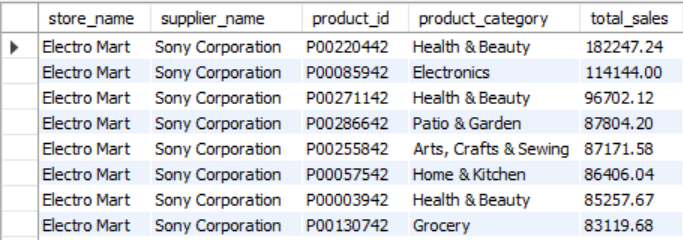 store_name supplier_name product_id product_category total_sales
Electro Mart Sony Corporation P00220442 Health & Beauty 182247.24
Electro Mart Sony Corporation P00085942 Electronics 114144.00
Electro Mart Sony Corporation P00271142 Health & Beauty 96702.12
Electro Mart Sony Corporation P00286642 Patio & Garden 87804.20
Electro Mart Sony Corporation P00255842 Arts, Crafts & Sewing 87171.58
Electro Mart Sony Corporation P00057542 Home & Kitchen 86406.04
Electro Mart Sony Corporation P00003942 Health & Beauty 85257.67
Electro Mart Sony Corporation P00130742 Grocery 83119.68